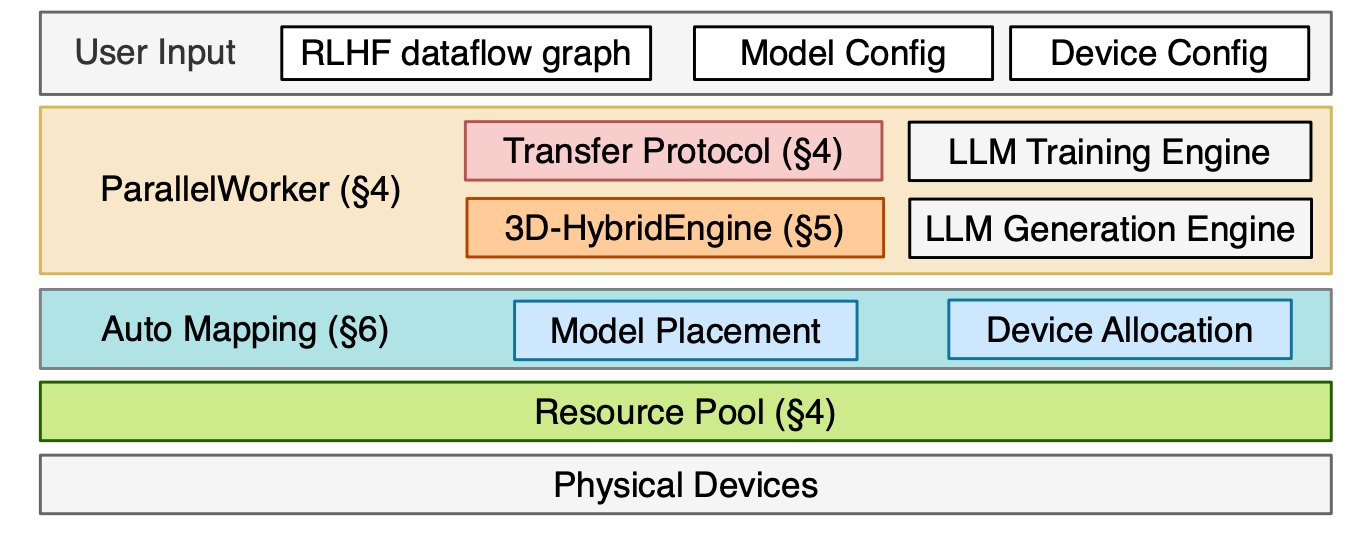 User Input
RLHF dataflow graph
Model Config
Device Config
ParallelWorker (§4)
Transfer Protocol (§4)
LLM Training Engine
3D-HybridEngine (§5)
LLM Generation Engine
Auto Mapping (§6)
Model Placement
Device Allocation
Resource Pool (§4)
Physical Devices